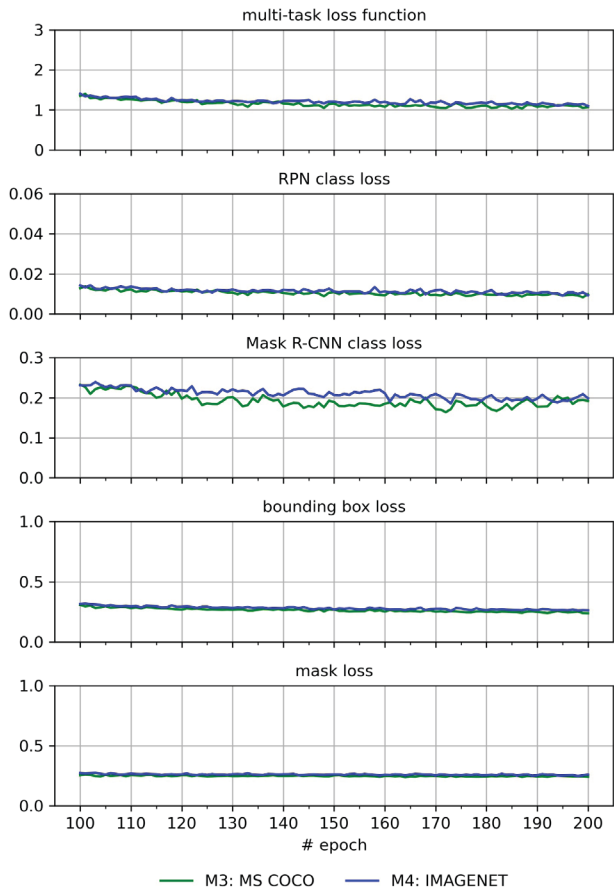 multi-task loss function
3
2
1
0
RPN class loss
0.06
0.04
0.02
0.00
Mask R-CNN class loss
0.3
0.2
0.1
0.0
bounding box loss
1.0
0.5
0.0
mask loss
1.0
0.5
0.0
100 110 120 130 140 150 160 170 180 190 200
# epoch
M3: MS COCO M4: IMAGENET